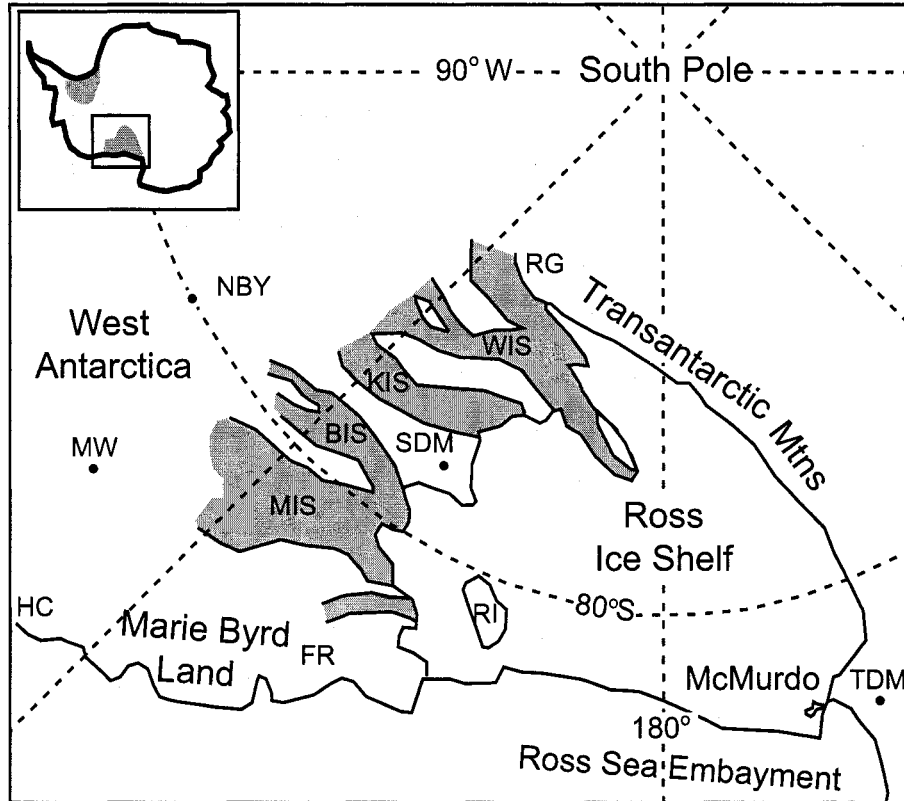 90° W
South Pole
NBY
RG
West
Antarctica
Transantarctic Mtns
WIS
KIS
BIS
SDM
MW
MIS
Ross
Ice Shelf
HC
RI
80°S
Marie Byrd
Land
FR
McMurdo
TDM
180°
Ross Sea Embayment